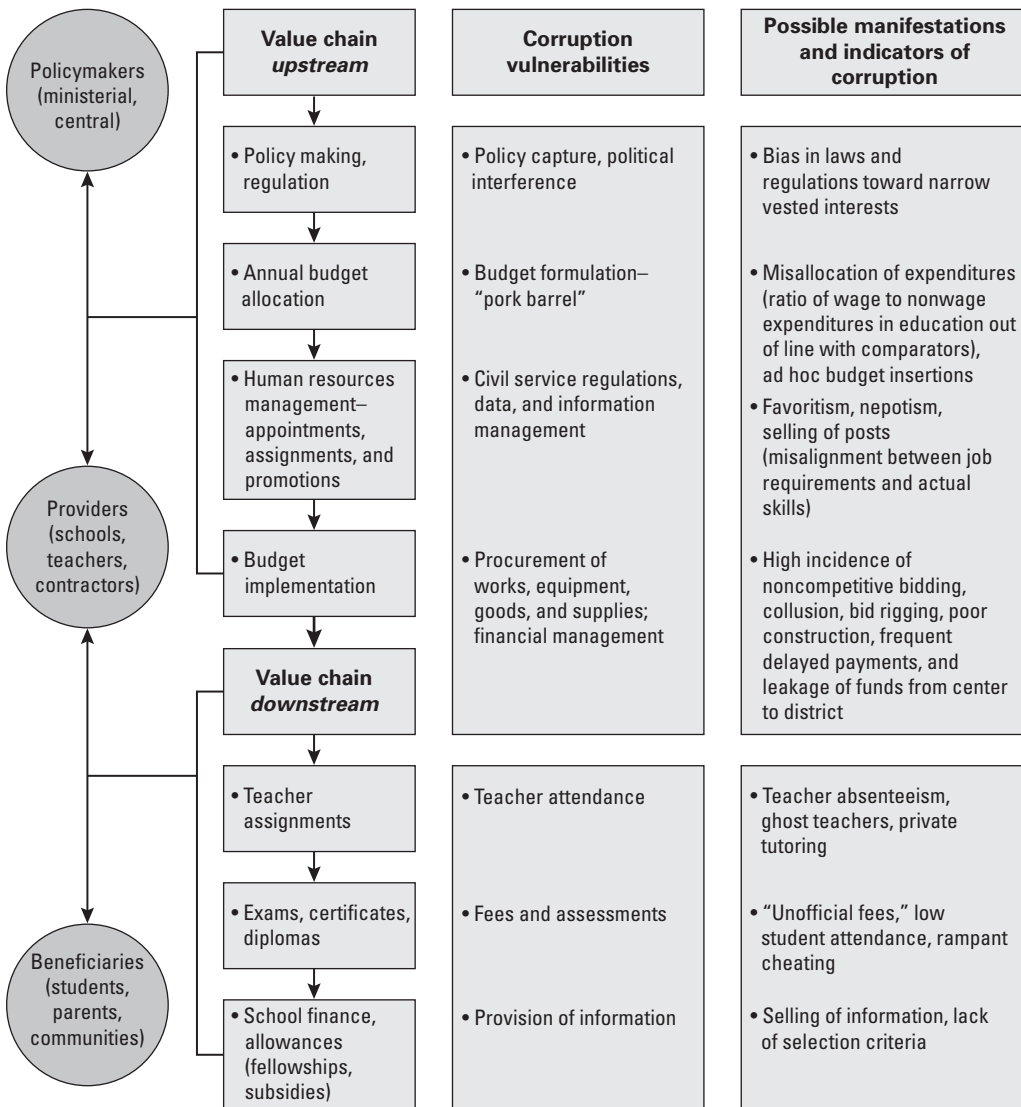 Policymakers
(ministerial,
central)
Providers
(schools,
teachers,
contractors)
Beneficiaries
(students,
parents,
communities)
Value chain
upstream
• Policy making,
regulation
• Annual budget
allocation
• Human resources
management–
appointments,
assignments, and
promotions
• Budget
implementation
Value chain
downstream
• Teacher
assignments
• Exams, certificates,
diplomas
• School finance,
allowances
(fellowships,
subsidies)
Corruption
vulnerabilities
• Policy capture, political
interference
• Budget formulation–
“pork barrel”
• Civil service regulations,
data, and information
management
• Procurement of
works, equipment,
goods, and supplies;
financial management
• Teacher attendance
• Fees and assessments
• Provision of information
Possible manifestations
and indicators of
corruption
• Bias in laws and
regulations toward narrow
vested interests
• Misallocation of expenditures
(ratio of wage to nonwage
expenditures in education out
of line with comparators),
ad hoc budget insertions
• Favoritism, nepotism,
selling of posts
(misalignment between job
requirements and actual
skills)
• High incidence of
noncompetitive bidding,
collusion, bid rigging, poor
construction, frequent
delayed payments, and
leakage of funds from center
to district
• Teacher absenteeism,
ghost teachers, private
tutoring
• “Unofficial fees,” low
student attendance, rampant
cheating
• Selling of information, lack
of selection criteria